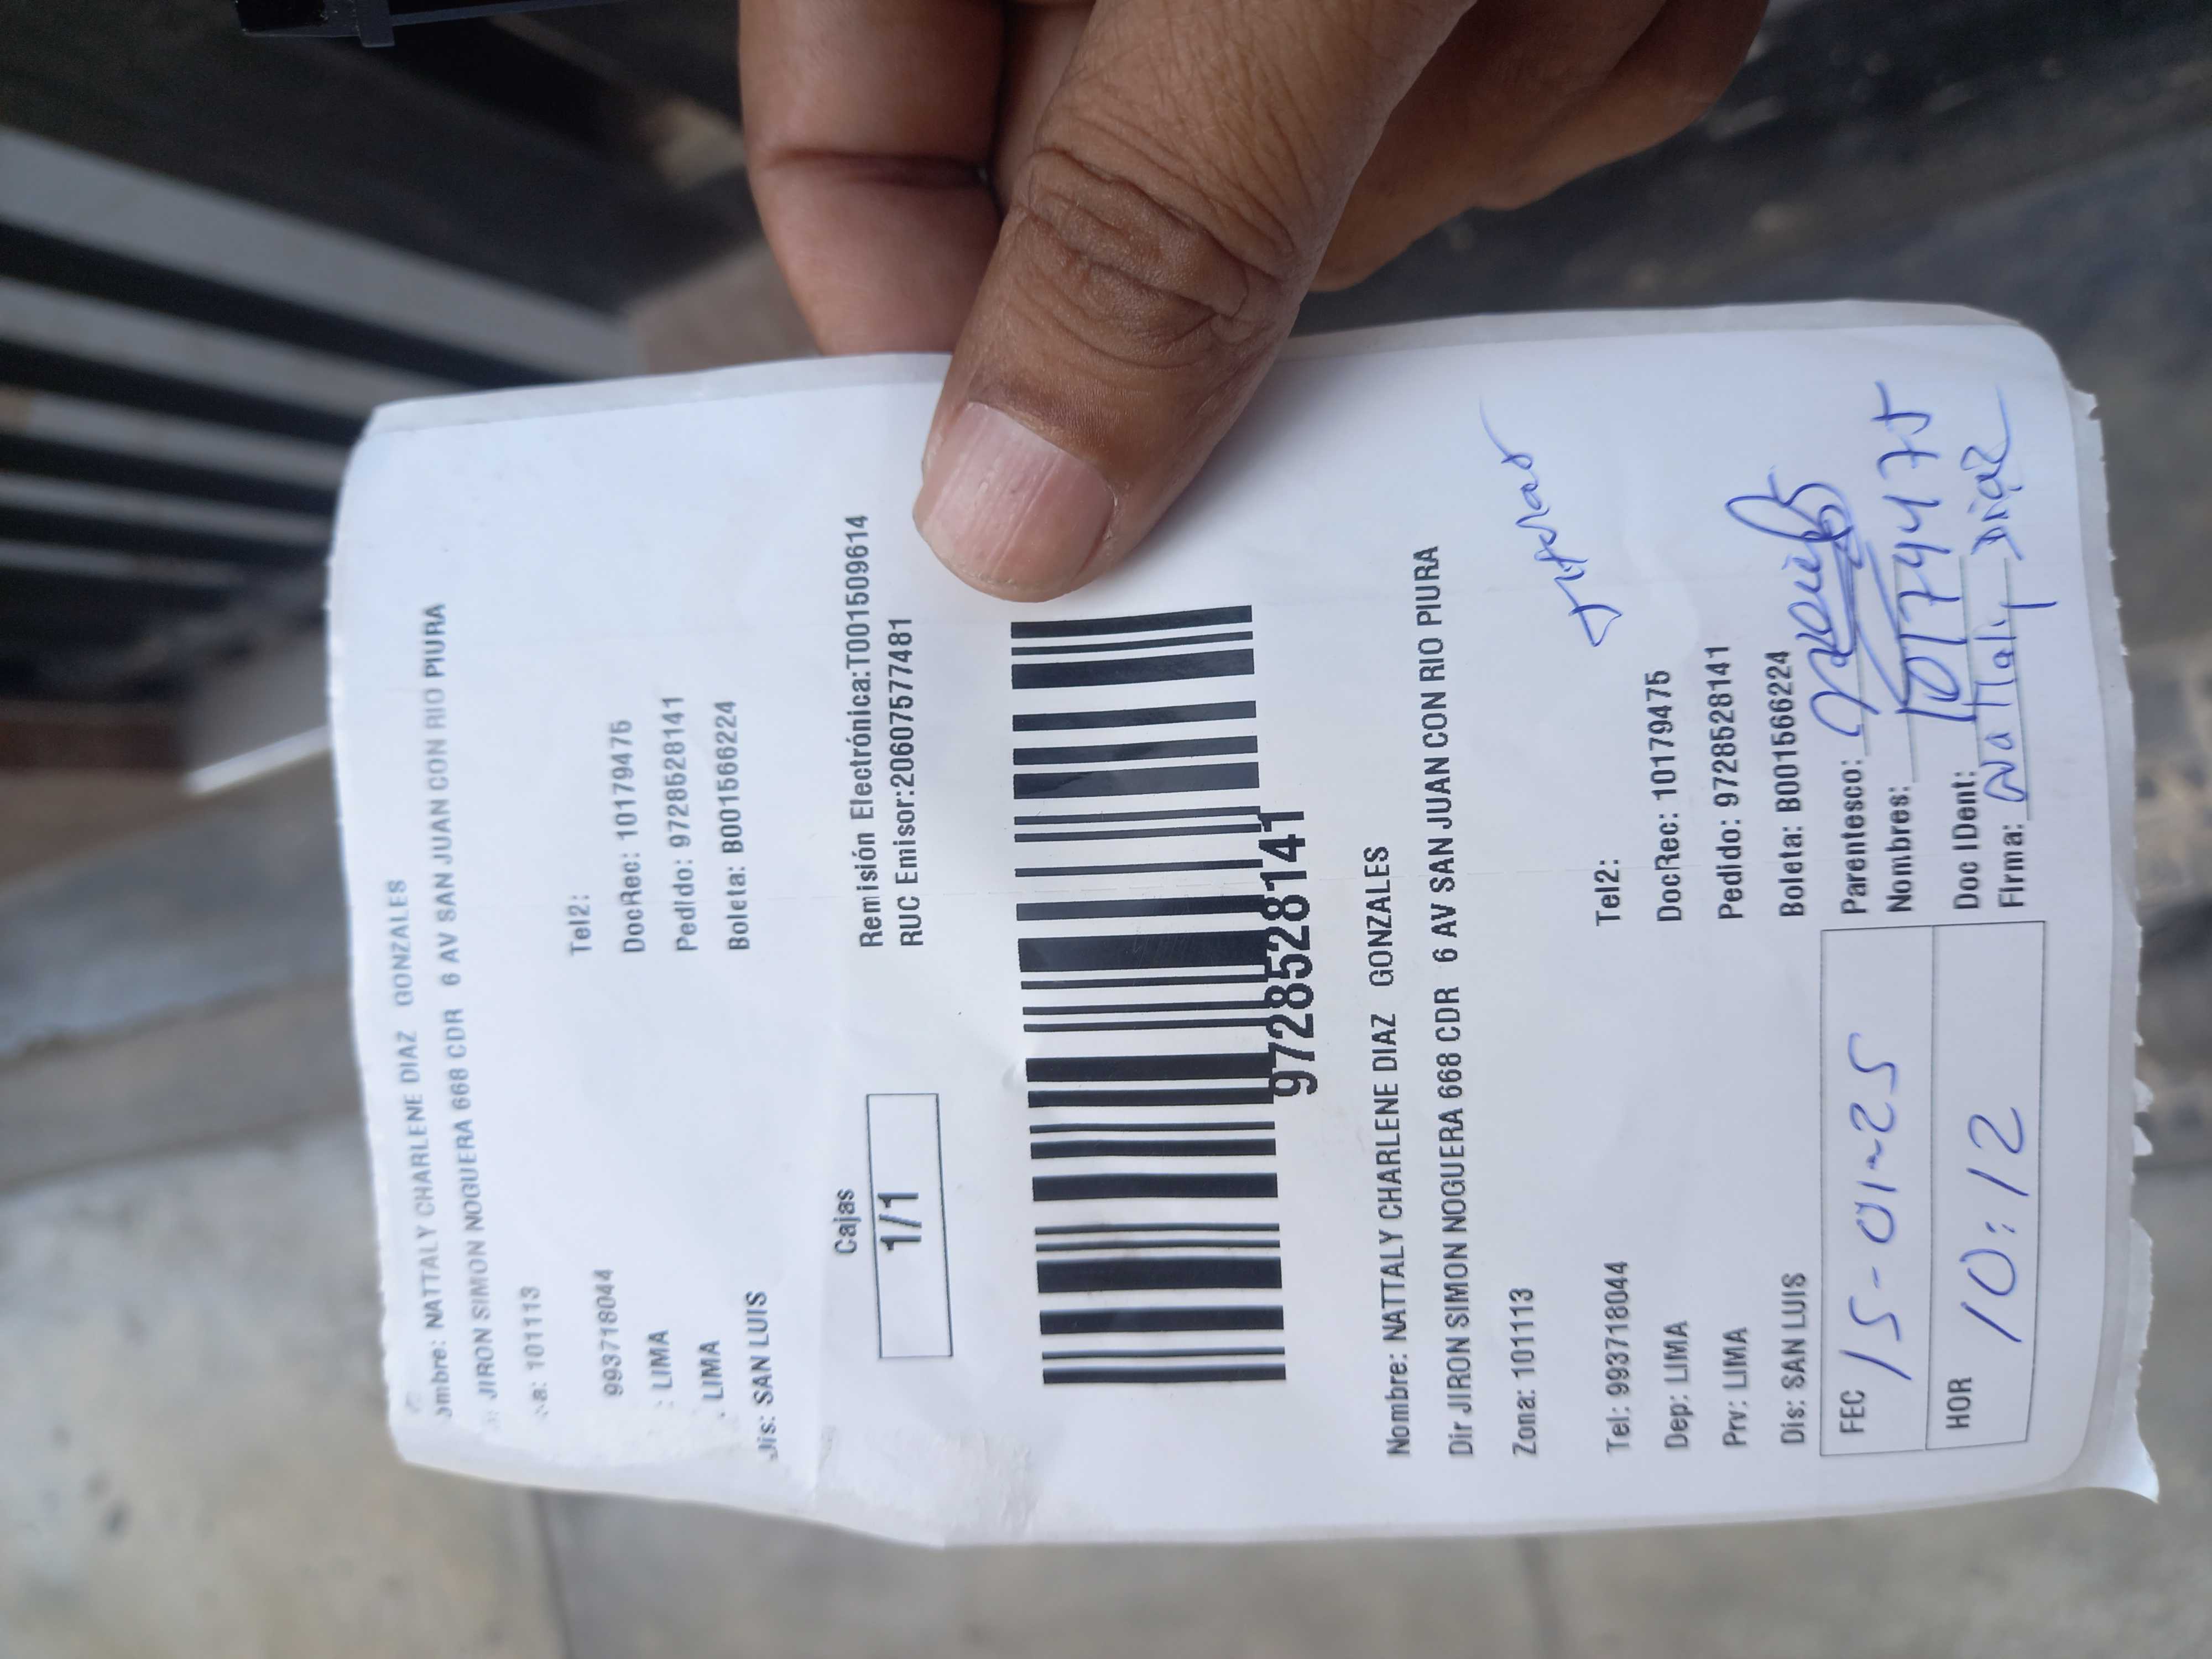 ombre: NATTALY CHARLENE DIAZ GONZALES
JIRON SIMON NOGUERA 668 CDR 6 AV SAN JUAN CON RIO PIURA
a: 101113
993718044 Tel2:
: LIMA DocRec: 10179475
. LIMA Pedido: 9728528141
Dis: SAN LUIS Boleta: B001566224
Cajas
1/1
Remisión Electrónica:T001509614
RUC Emisor:20607577481
9728528141
Nombre: NATTALY CHARLENE DIAZ GONZALES
Dir JIRON SIMON NOGUERA 668 CDR 6 AV SAN JUAN CON RIO PIURA
Zona: 101113
Tel: 993718044 Tel2:
Dep: LIMA DocRec: 10179475
Prv: LIMA Pedido: 9728528141
Dis: SAN LUIS Boleta: B001566224
FEC 15-01-25
HOR 10:12
Parentesco:
Nombres:
Doc IDent:
Firma: Nattaly Diaz